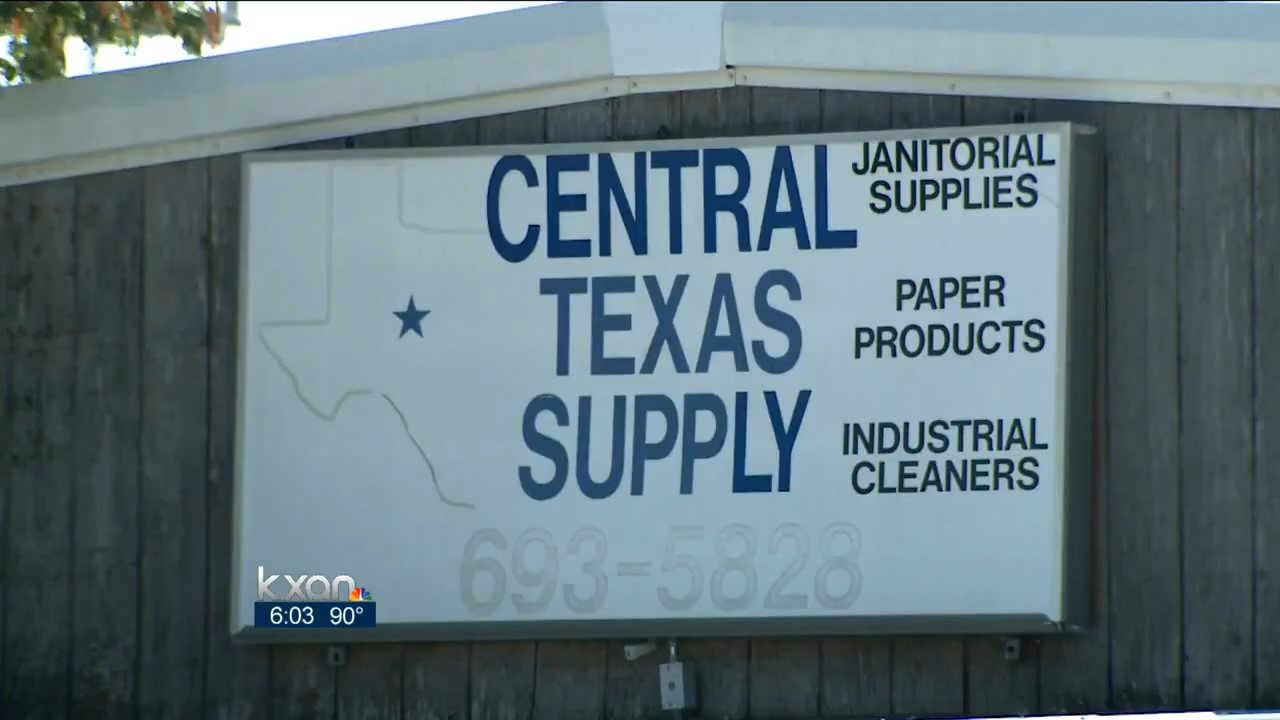 CENTRAL
TEXAS
SUPPLY
693-5828
JANITORIAL
SUPPLIES
PAPER
PRODUCTS
INDUSTRIAL
CLEANERS
kxan
6:03 90°